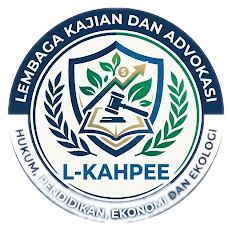 LEMBAGA KAJIAN DAN ADVOKASI
$
L-KAHPEE
HUKUM, PENDIDIKAN, EKONOMI DAN EKOLOGI